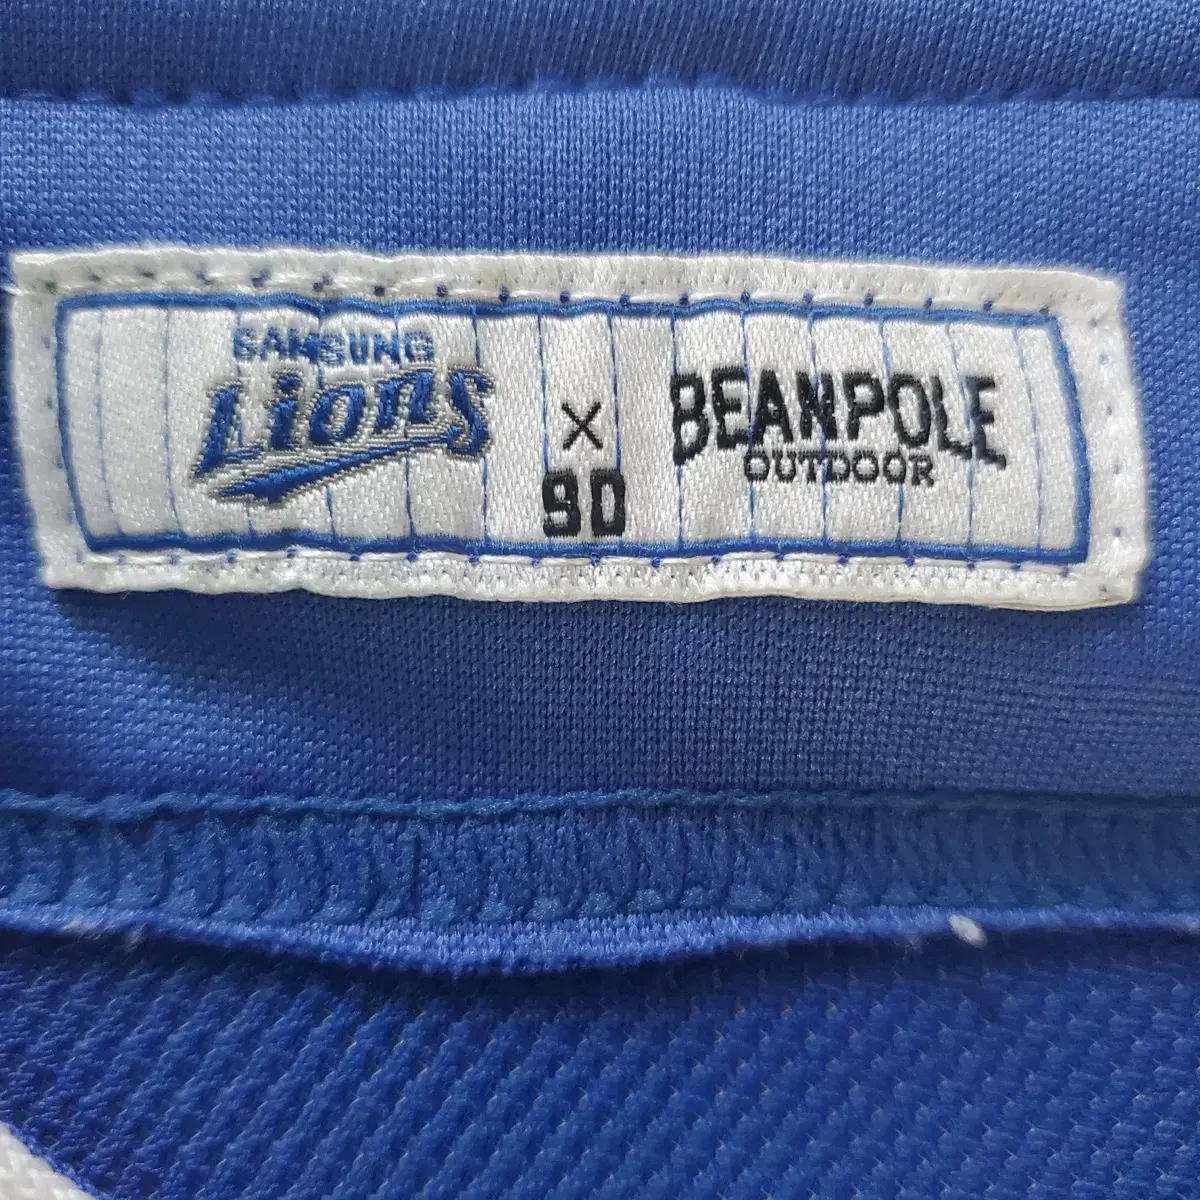 SAMSUNG
Lions
×
90
BEANPOLE
OUTDOOR